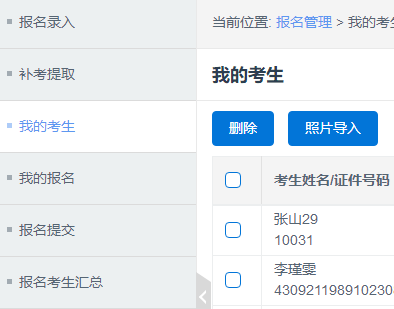 报名录入
补考提取
我的考生
我的报名
报名提交
报名考生汇总
当前位置: 报名管理 > 我的考生
我的考生
删除 照片导入
考生姓名/证件号码
张山29
10031
李瑾雯
430921198910230